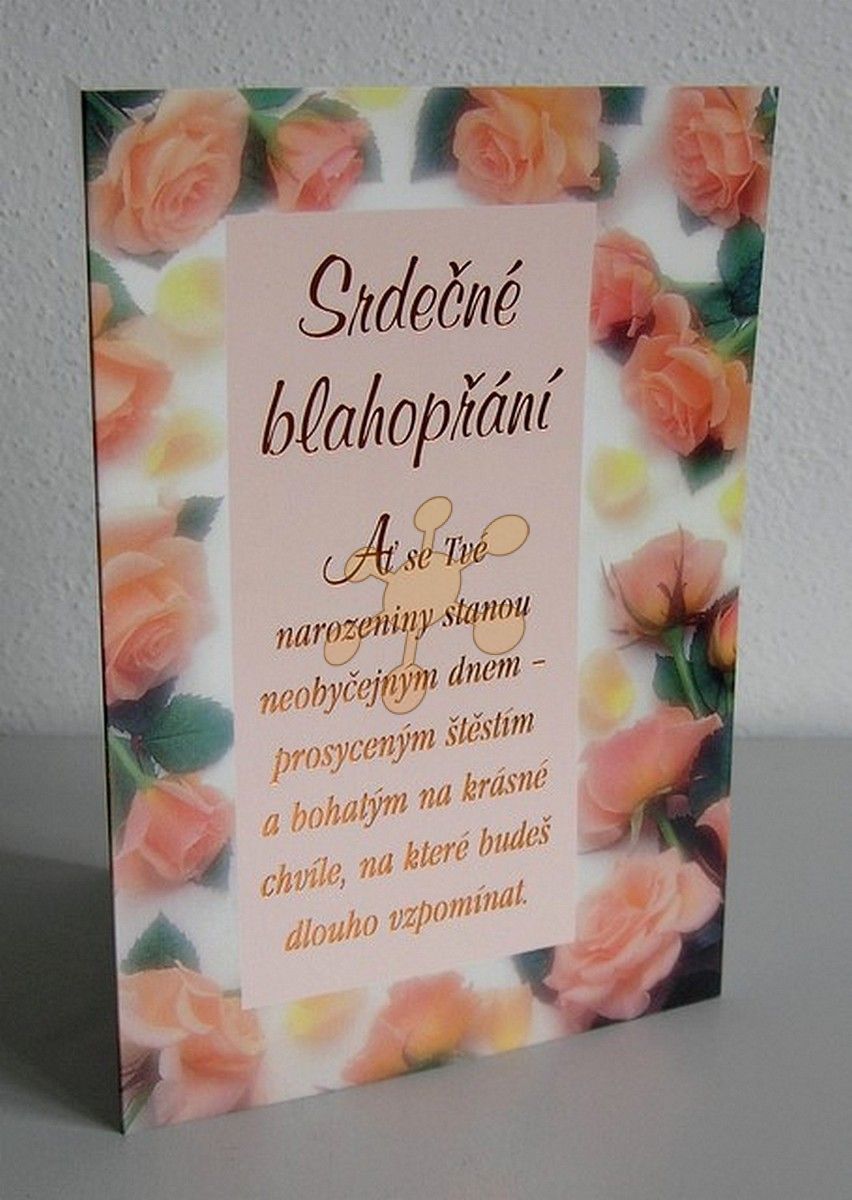 Srdečné
blahopřání
Ať se Tvé
narozeniny stanou
neobyčejným dnem –
prosyceným štěstím
a bohatým na krásné
chvíle, na které budeš
dlouho vzpomínat.